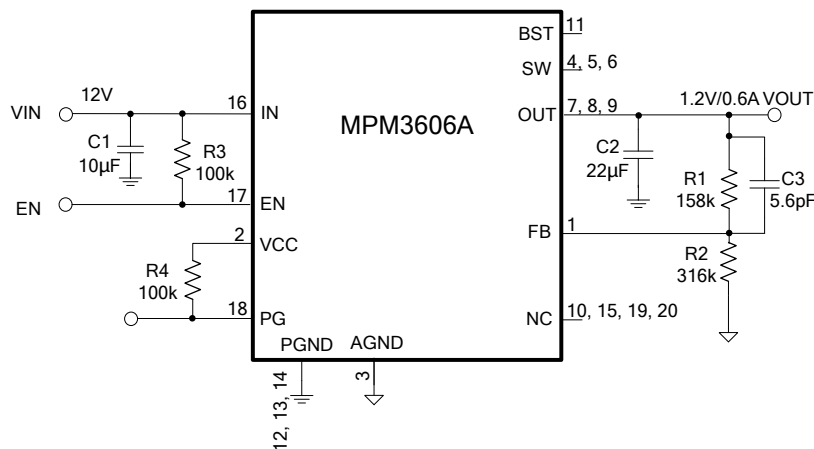 BST
11
SW
4, 5, 6
VIN
12V
16
IN
MPM3606A
OUT
7, 8, 9
1.2V/0.6A VOUT
C1
10µF
R3
100k
C2
22µF
R1
158k
C3
5.6pF
EN
17
EN
FB
1
2
VCC
R2
316k
R4
100k
18
PG
NC
10, 15, 19, 20
PGND
AGND
12, 13, 14
3